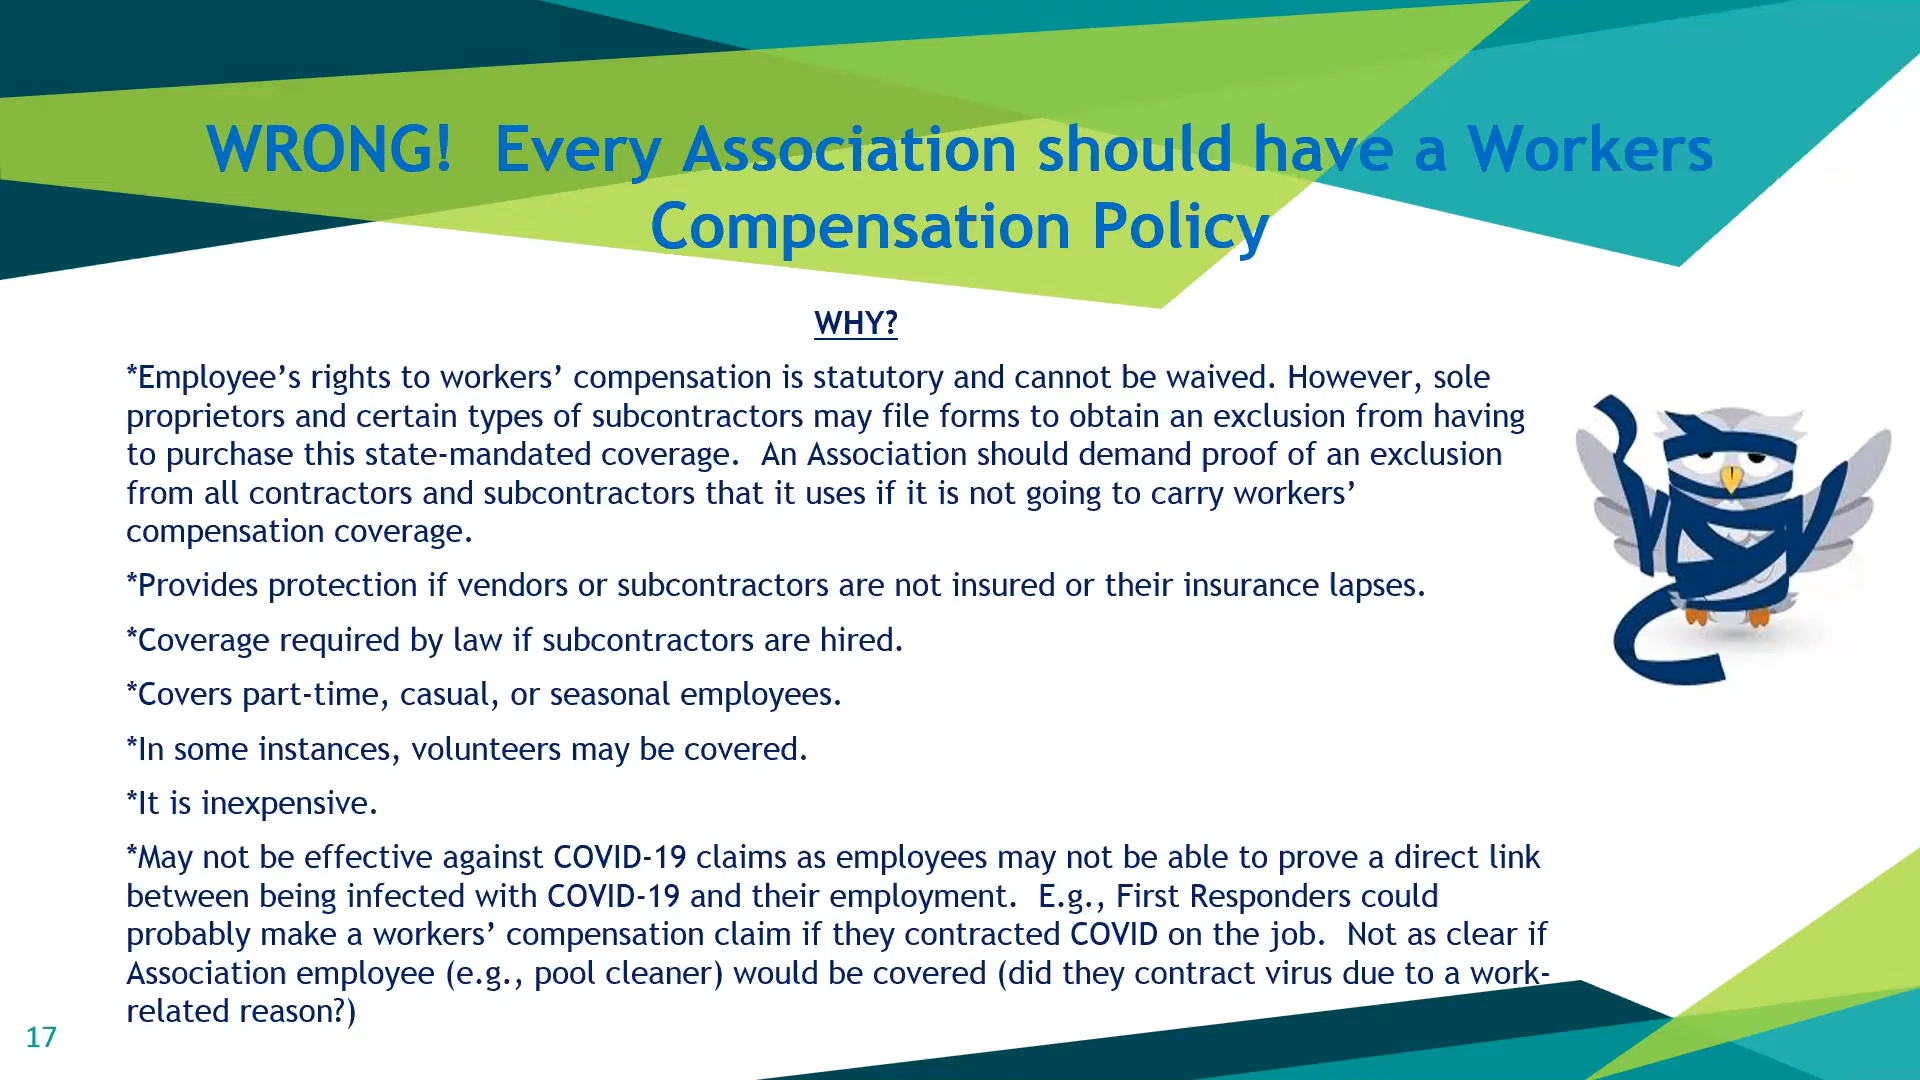 WRONG!  Every Association should have a Workers
Compensation Policy
WHY?
*Employee’s rights to workers’ compensation is statutory and cannot be waived. However, sole
proprietors and certain types of subcontractors may file forms to obtain an exclusion from having
to purchase this state-mandated coverage.  An Association should demand proof of an exclusion
from all contractors and subcontractors that it uses if it is not going to carry workers’
compensation coverage.
*Provides protection if vendors or subcontractors are not insured or their insurance lapses.
*Coverage required by law if subcontractors are hired.
*Covers part-time, casual, or seasonal employees.
*In some instances, volunteers may be covered.
*It is inexpensive.
*May not be effective against COVID-19 claims as employees may not be able to prove a direct link
between being infected with COVID-19 and their employment.  E.g., First Responders could
probably make a workers’ compensation claim if they contracted COVID on the job.  Not as clear if
Association employee (e.g., pool cleaner) would be covered (did they contract virus due to a work-
related reason?)
17